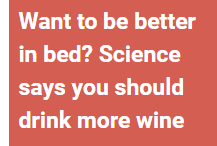 Want to be better
in bed? Science
says you should
drink more wine